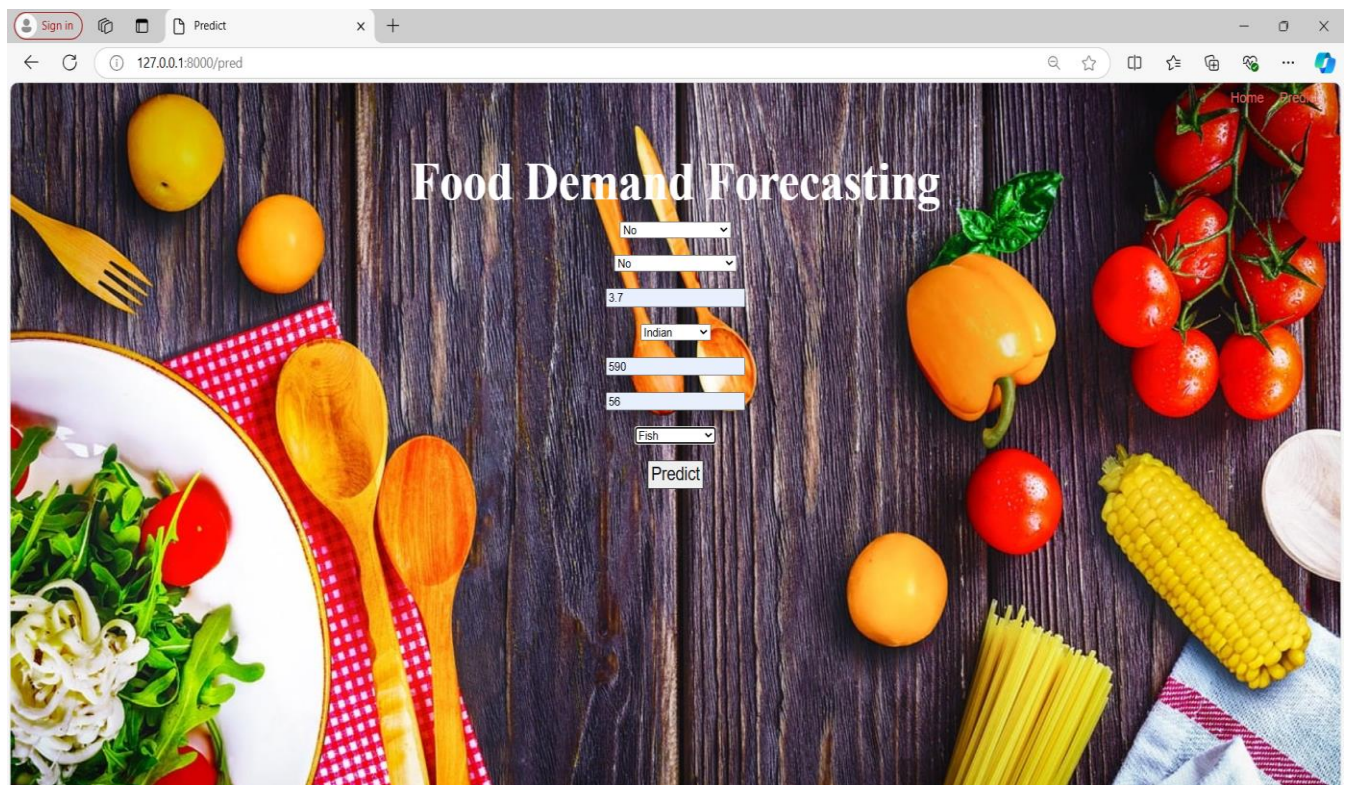 Sign in
Predict
127.0.0.1:8000/pred
Home Predict
Food Demand Forecasting
No
No
3.7
Indian
590
56
Fish
Predict